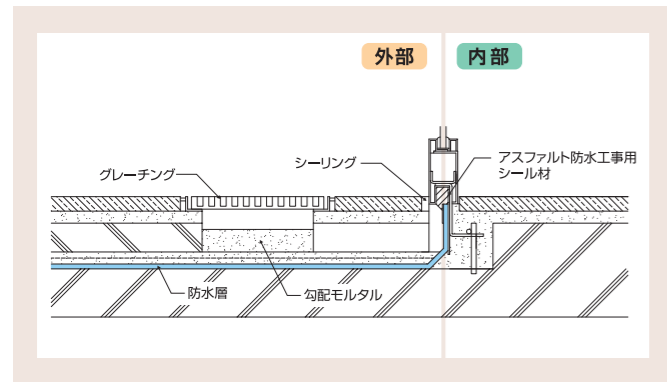 外部
内部
シーリング
アスファルト防水工事用
シール材
グレーチング
防水層
勾配モルタル